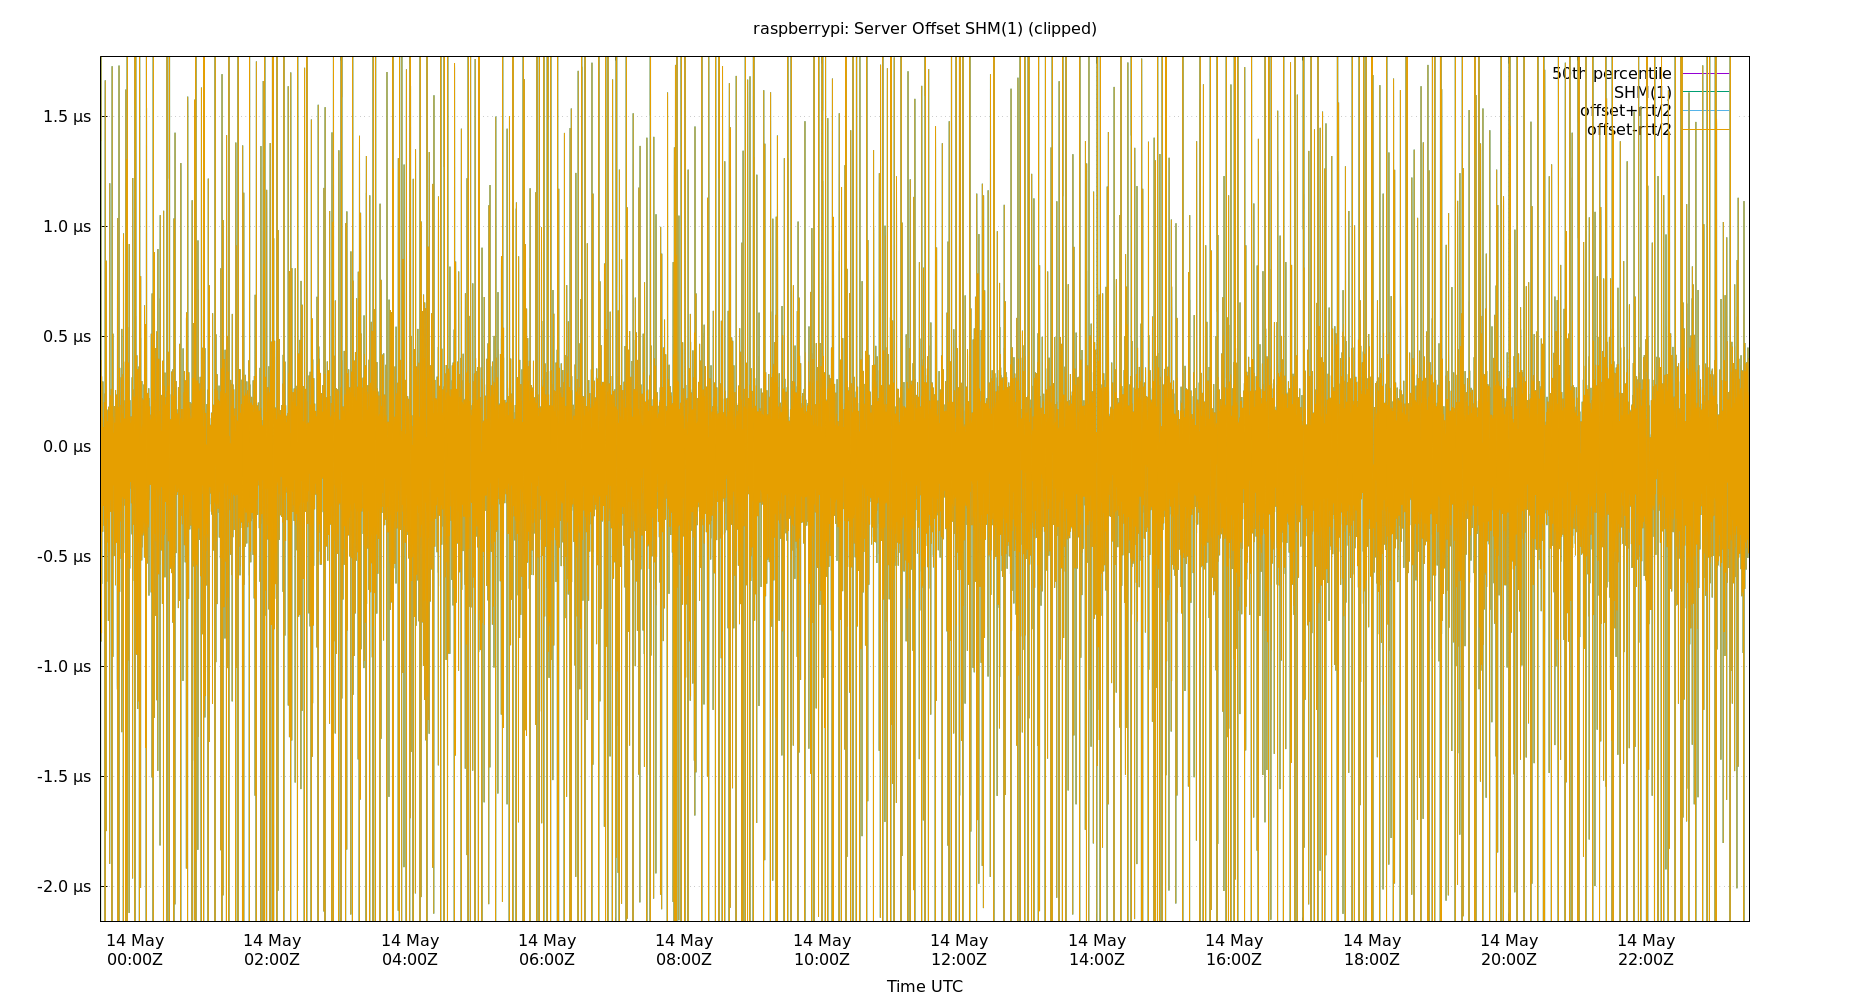 raspberrypi: Server Offset SHM(1) (clipped)
50th percentile
SHM(1)
offset+rtt/2
offset-rtt/2
1.5 µs
1.0 µs
0.5 µs
0.0 µs
-0.5 µs
-1.0 µs
-1.5 µs
-2.0 µs
14 May 14 May 14 May 14 May 14 May 14 May 14 May 14 May 14 May 14 May 14 May 14 May
00:00Z 02:00Z 04:00Z 06:00Z 08:00Z 10:00Z 12:00Z 14:00Z 16:00Z 18:00Z 20:00Z 22:00Z
Time UTC